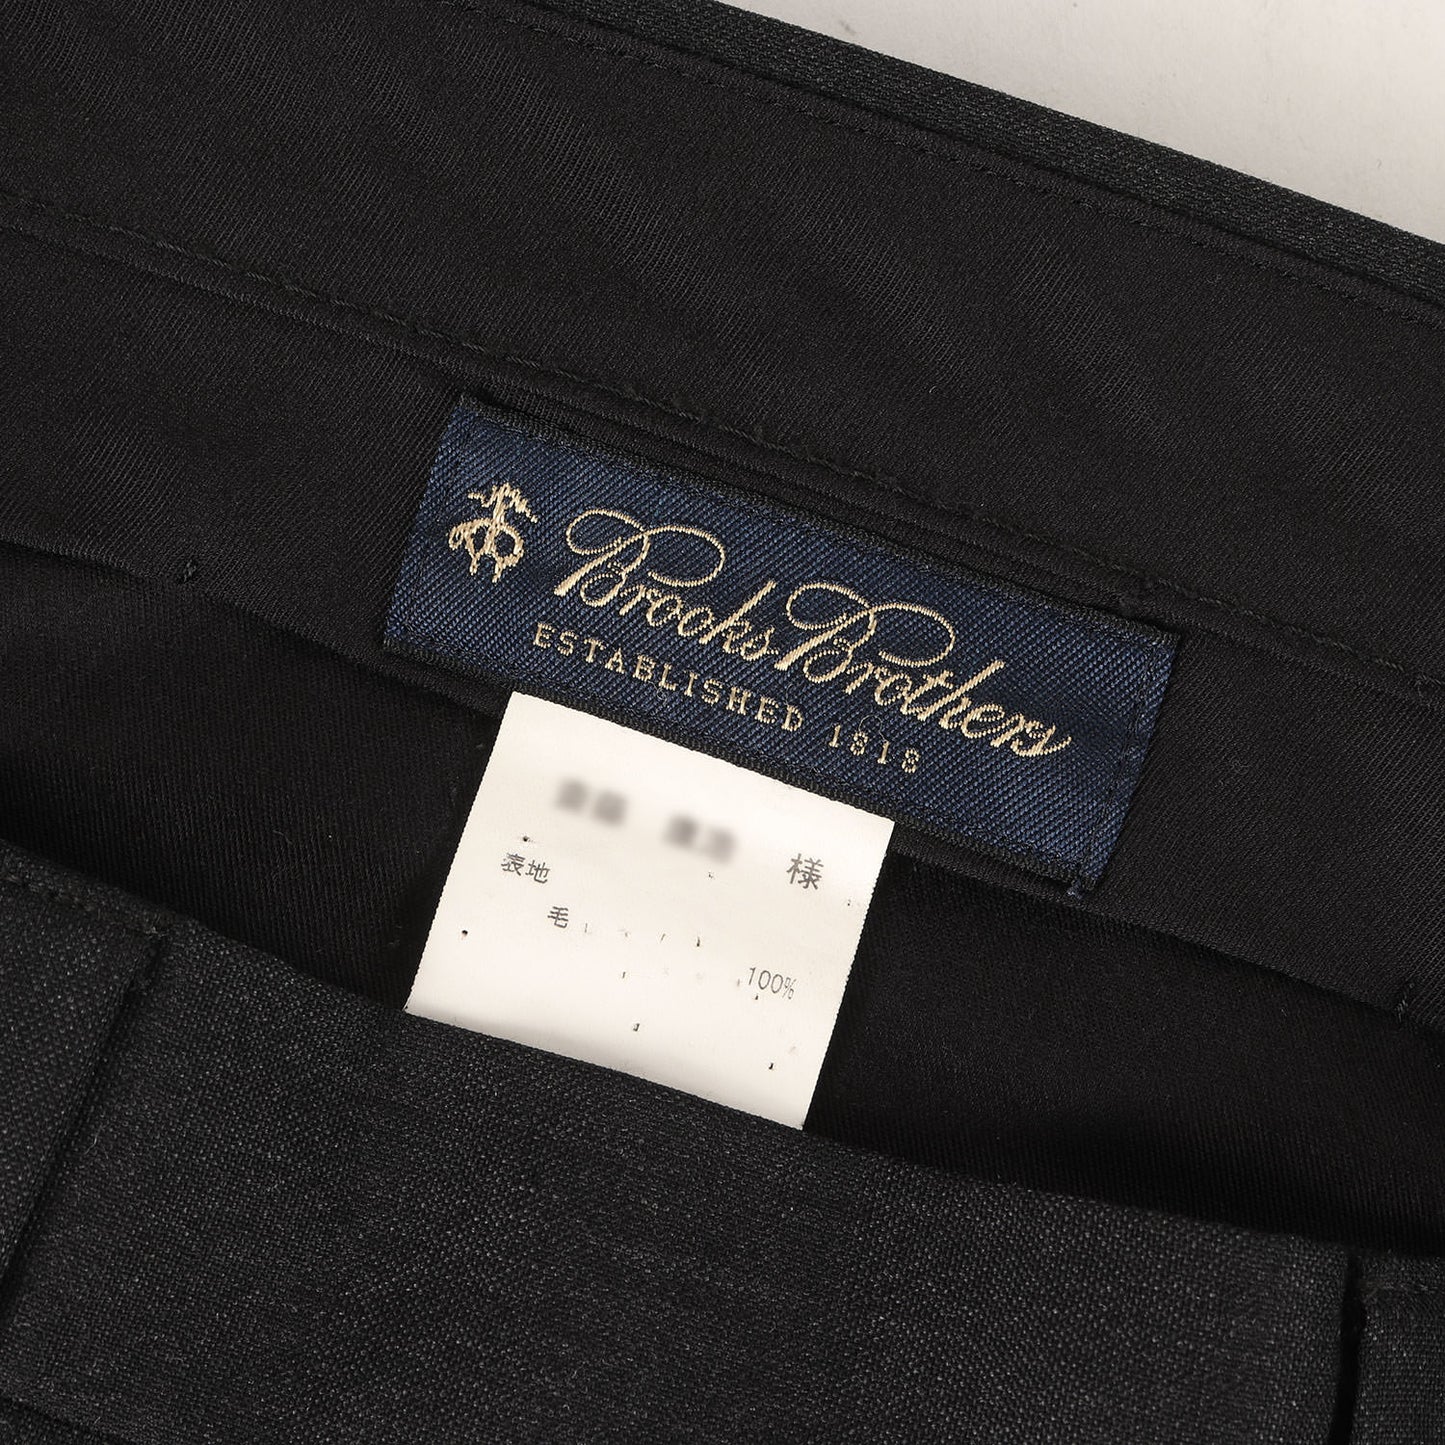 Brooks Brothers
ESTABLISHED 1818
様
表地
毛
100%